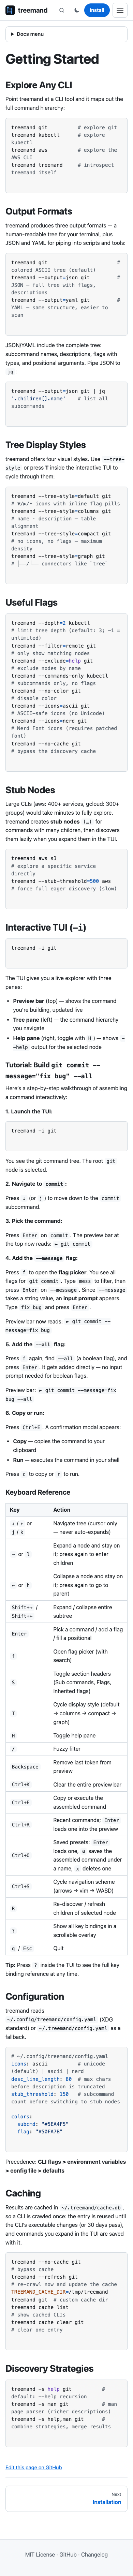 treemand
Install
▸ Docs menu
Getting Started
Explore Any CLI
Point treemand at a CLI tool and it maps out the
full command hierarchy:
treemand git # explore git
treemand kubectl # explore
kubectl
treemand aws # explore the
AWS CLI
treemand treemand # introspect
treemand itself
Output Formats
treemand produces three output formats — a
human-readable tree for your terminal, plus
JSON and YAML for piping into scripts and tools:
treemand git #
colored ASCII tree (default)
treemand --output=json git #
JSON — full tree with flags,
descriptions
treemand --output=yaml git #
YAML — same structure, easier to
scan
JSON/YAML include the complete tree:
subcommand names, descriptions, flags with
types, and positional arguments. Pipe JSON to
jq :
treemand --output=json git | jq
'.children[].name' # list all
subcommands
Tree Display Styles
treemand offers four visual styles. Use --tree-
style or press T inside the interactive TUI to
cycle through them:
treemand --tree-style=default git
# ▼/▶/• icons with inline flag pills
treemand --tree-style=columns git
# name · description — table
alignment
treemand --tree-style=compact git
# no icons, no flags — maximum
density
treemand --tree-style=graph git
# ├──/└── connectors like `tree`
Useful Flags
treemand --depth=2 kubectl
# limit tree depth (default: 3; -1 =
unlimited)
treemand --filter=remote git
# only show matching nodes
treemand --exclude=help git
# exclude nodes by name
treemand --commands-only kubectl
# subcommands only, no flags
treemand --no-color git
# disable color
treemand --icons=ascii git
# ASCII-safe icons (no Unicode)
treemand --icons=nerd git
# Nerd Font icons (requires patched
font)
treemand --no-cache git
# bypass the discovery cache
Stub Nodes
Large CLIs (aws: 400+ services, gcloud: 300+
groups) would take minutes to fully explore.
treemand creates stub nodes (…) for
commands with many children, then discovers
them lazily when you expand them in the TUI.
treemand aws s3
# explore a specific service
directly
treemand --stub-threshold=500 aws
# force full eager discovery (slow)
Interactive TUI (-i)
treemand -i git
The TUI gives you a live explorer with three
panes:
• Preview bar (top) — shows the command
you're building, updated live
• Tree pane (left) — the command hierarchy
you navigate
• Help pane (right, toggle with H ) — shows -
-help output for the selected node
Tutorial: Build git commit --
message="fix bug" --all
Here's a step-by-step walkthrough of assembling
a command interactively:
1. Launch the TUI:
treemand -i git
You see the git command tree. The root git
node is selected.
2. Navigate to commit :
Press ↓ (or j ) to move down to the commit
subcommand.
3. Pick the command:
Press Enter on commit . The preview bar at
the top now reads: ► git commit
4. Add the --message flag:
Press f to open the flag picker. You see all
flags for git commit . Type mess to filter, then
press Enter on --message . Since --message
takes a string value, an input prompt appears.
Type fix bug and press Enter .
Preview bar now reads: ► git commit --
message=fix bug
5. Add the --all flag:
Press f again, find --all (a boolean flag), and
press Enter . It gets added directly — no input
prompt needed for boolean flags.
Preview bar: ► git commit --message=fix
bug --all
6. Copy or run:
Press Ctrl+E . A confirmation modal appears:
• Copy — copies the command to your
clipboard
• Run — executes the command in your shell
Press c to copy or r to run.
Keyboard Reference
Key Action
↓ / ↑ or
j / k
Navigate tree (cursor only
— never auto-expands)
→ or l
Expand a node and stay on
it; press again to enter
children
← or h
Collapse a node and stay on
it; press again to go to
parent
Shift+→ /
Shift+←
Expand / collapse entire
subtree
Enter
Pick a command / add a flag
/ fill a positional
f
Open flag picker (with
search)
S
Toggle section headers
(Sub commands, Flags,
Inherited flags)
T
Cycle display style (default
→ columns → compact →
graph)
H Toggle help pane
/ Fuzzy filter
Backspace
Remove last token from
preview
Ctrl+K Clear the entire preview bar
Ctrl+E
Copy or execute the
assembled command
Ctrl+R
Recent commands; Enter
loads one into the preview
Ctrl+O
Saved presets: Enter
loads one, a saves the
assembled command under
a name, x deletes one
Ctrl+S
Cycle navigation scheme
(arrows → vim → WASD)
R
Re-discover / refresh
children of selected node
?
Show all key bindings in a
scrollable overlay
q / Esc Quit
Tip: Press ? inside the TUI to see the full key
binding reference at any time.
Configuration
treemand reads
~/.config/treemand/config.yaml (XDG
standard) or ~/.treemand/config.yaml as a
fallback.
# ~/.config/treemand/config.yaml
icons: ascii # unicode
(default) | ascii | nerd
desc_line_length: 80 # max chars
before description is truncated
stub_threshold: 150 # subcommand
count before switching to stub nodes
colors:
subcmd: "#5EA4F5"
flag: "#50FA7B"
Precedence: CLI flags > environment variables
> config file > defaults
Caching
Results are cached in ~/.treemand/cache.db ,
so a CLI is crawled once; the entry is reused until
the CLI's executable changes (or 30 days pass),
and commands you expand in the TUI are saved
with it.
treemand --no-cache git
# bypass cache
treemand --refresh git
# re-crawl now and update the cache
TREEMAND_CACHE_DIR=/tmp/treemand
treemand git # custom cache dir
treemand cache list
# show cached CLIs
treemand cache clear git
# clear one entry
Discovery Strategies
treemand -s help git #
default: --help recursion
treemand -s man git # man
page parser (richer descriptions)
treemand -s help,man git #
combine strategies, merge results
Edit this page on GitHub
Next
Installation
MIT License · GitHub · Changelog